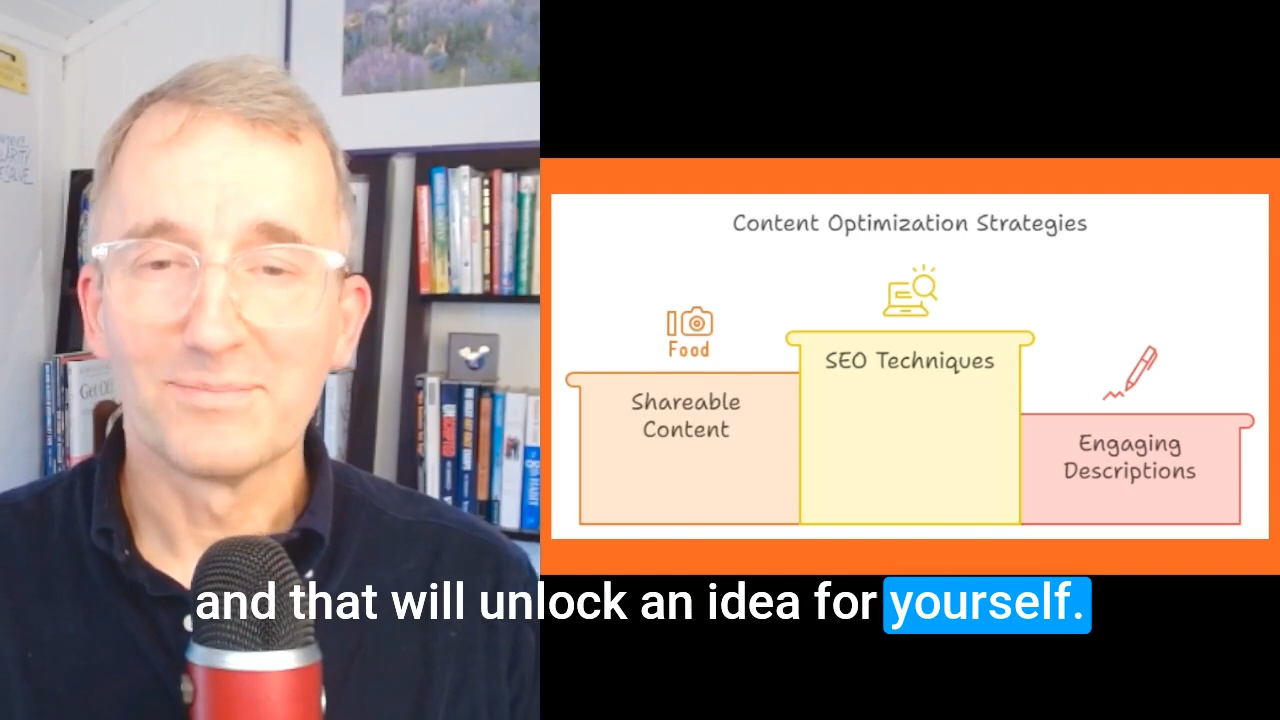 Content Optimization Strategies
Food
SEO Techniques
Shareable
Content
Engaging
Descriptions
and that will unlock an idea for yourself.